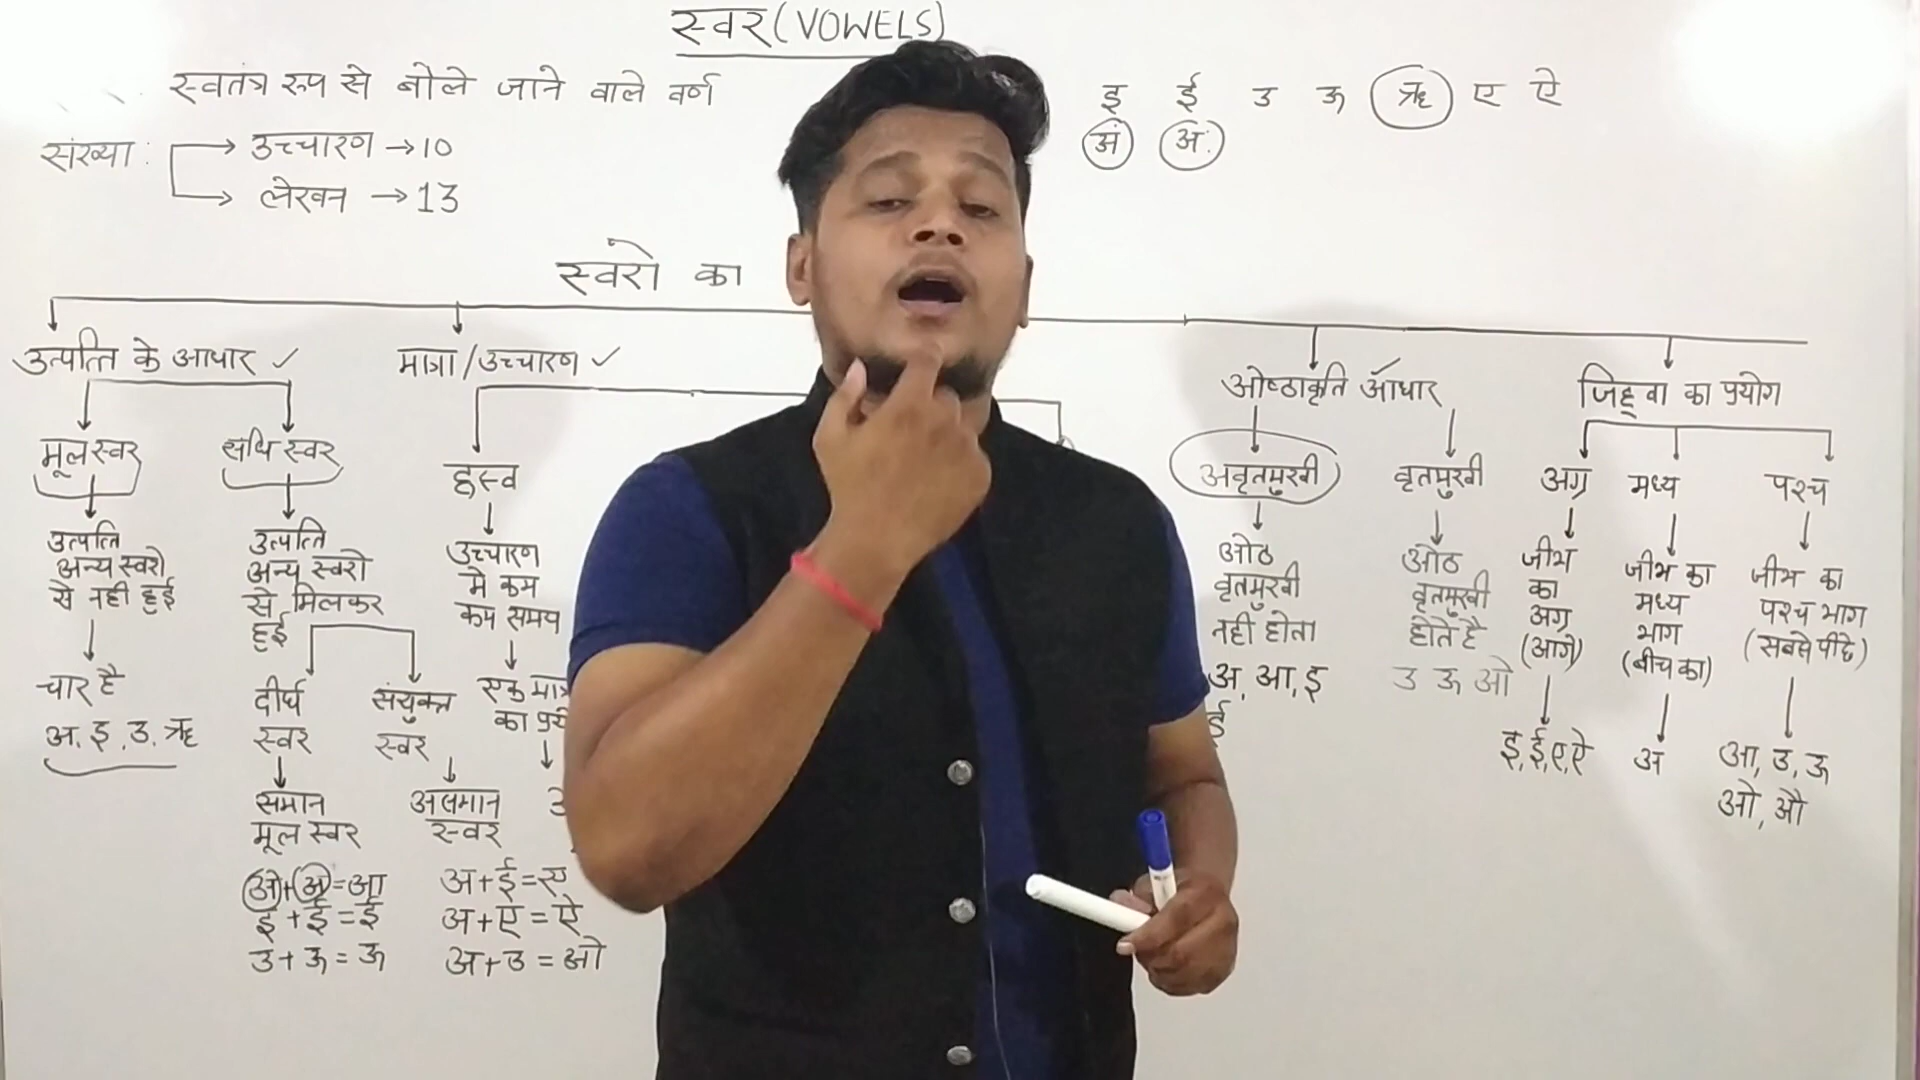 स्वर (VOWELS)
स्वतंत्र रूप से बोले जाने वाले वर्ण
इ ई उ ऊ ऋ ए ऐ
अं अः
संख्या : → उच्चारण → 10
→ लेखन → 13
स्वरो का
उत्पत्ति के आधार ✓
मात्रा / उच्चारण ✓
ओष्ठाकृति आधार
जिह्वा का प्रयोग
मूल स्वर
उत्पत्ति
अन्य स्वरो
से नही हुई
चार है
अ, इ, उ, ऋ
संधि स्वर
उत्पत्ति
अन्य स्वरो
से मिलकर
हुई
दीर्घ
स्वर
समान
मूल स्वर
अ + अ = आ
इ + ई = ई
उ + ऊ = ऊ
संयुक्त
स्वर
असमान
स्वर
अ + ई = ए
अ + ए = ऐ
अ + उ = ओ
ह्रस्व
उच्चारण
मे कम
कम समय
एक मात्र
का
अवृतमुखी
ओठ
वृतमुखी
नही होता
अ, आ, इ
ई
वृतमुखी
ओठ
वृतमुखी
होते है
उ ऊ ओ
अग्र
जीभ
का
अग्र
(आगे)
इ, ई, ए, ऐ
मध्य
जीभ का
मध्य
भाग
(बीच का)
अ
पश्च
जीभ का
पश्च भाग
(सबसे पीछे)
आ, उ, ऊ
ओ, औ